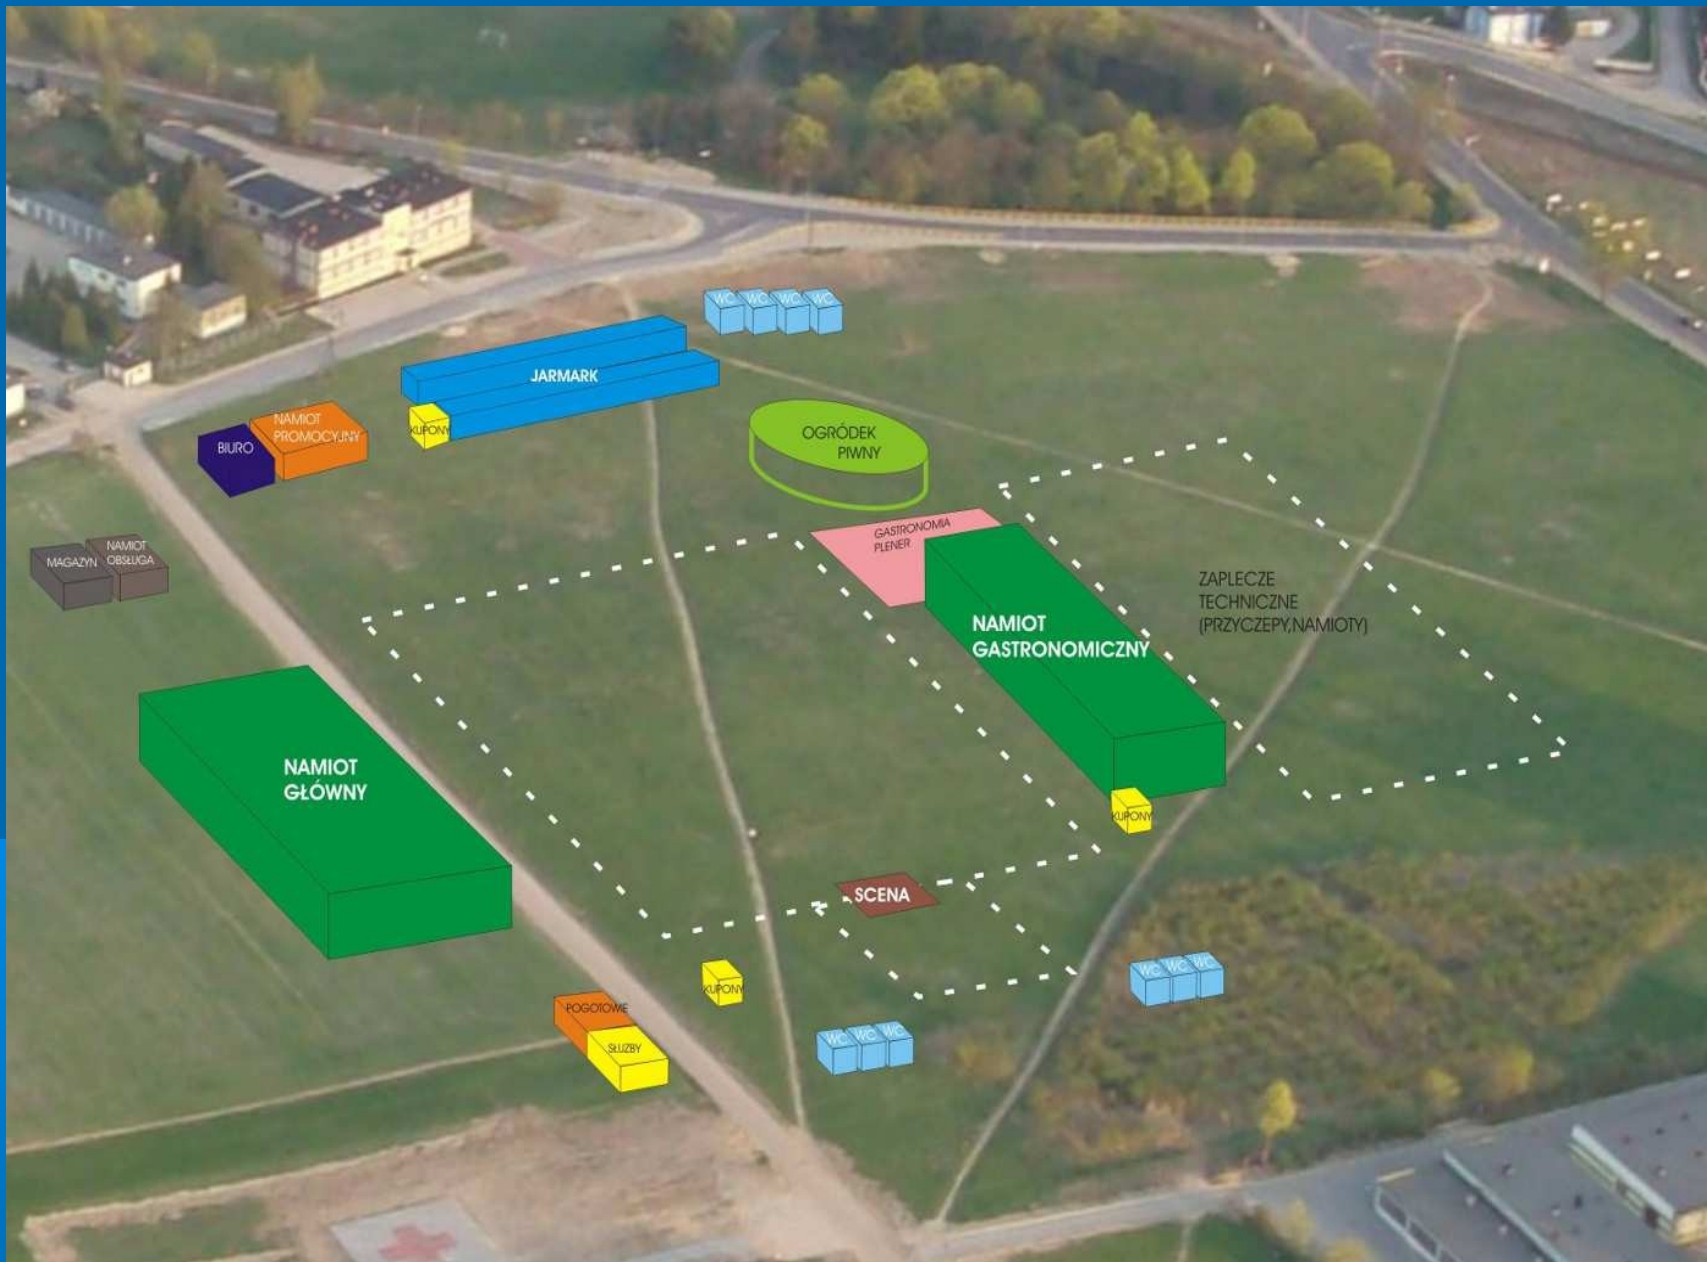 WC WC WC WC
JARMARK
NAMIOT
PROMOCYJNY
KUPONY
BIURO
OGRÓDEK
PIWNY
GASTRONOMIA
PLENER
MAGAZYN
NAMIOT
OBSŁUGA
ZAPLECZE
TECHNICZNE
(PRZYCZEPY,NAMIOTY)
NAMIOT
GASTRONOMICZNY
NAMIOT
GŁÓWNY
KUPONY
SCENA
KUPONY
WC WC WC
POGOTOWIE
SŁUZBY
WC WC WC